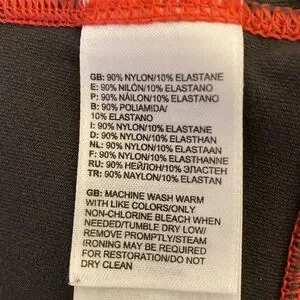 GB: 90% NYLON/10% ELASTANE
E: 90% NILÓN/10% ELASTANO
P: 90% NÁILON/10% ELASTANO
B: 90% POLIAMIDA/
10% ELASTANO
I: 90% NYLON/10% ELASTANE
D: 90% NYLON/10% ELASTHAN
NL: 90% NYLON/10% ELASTAAN
F: 90% NYLON/10% ELASTHANNE
RU: 90% НЕЙЛОН/10% ЭЛАСТЕН
TR: 90% NAYLON/10% ELASTAN
GB: MACHINE WASH WARM
WITH LIKE COLORS/ONLY
NON-CHLORINE BLEACH WHEN
NEEDED/TUMBLE DRY LOW/
REMOVE PROMPTLY/STEAM
IRONING MAY BE REQUIRED
FOR RESTORATION/DO NOT
DRY CLEAN